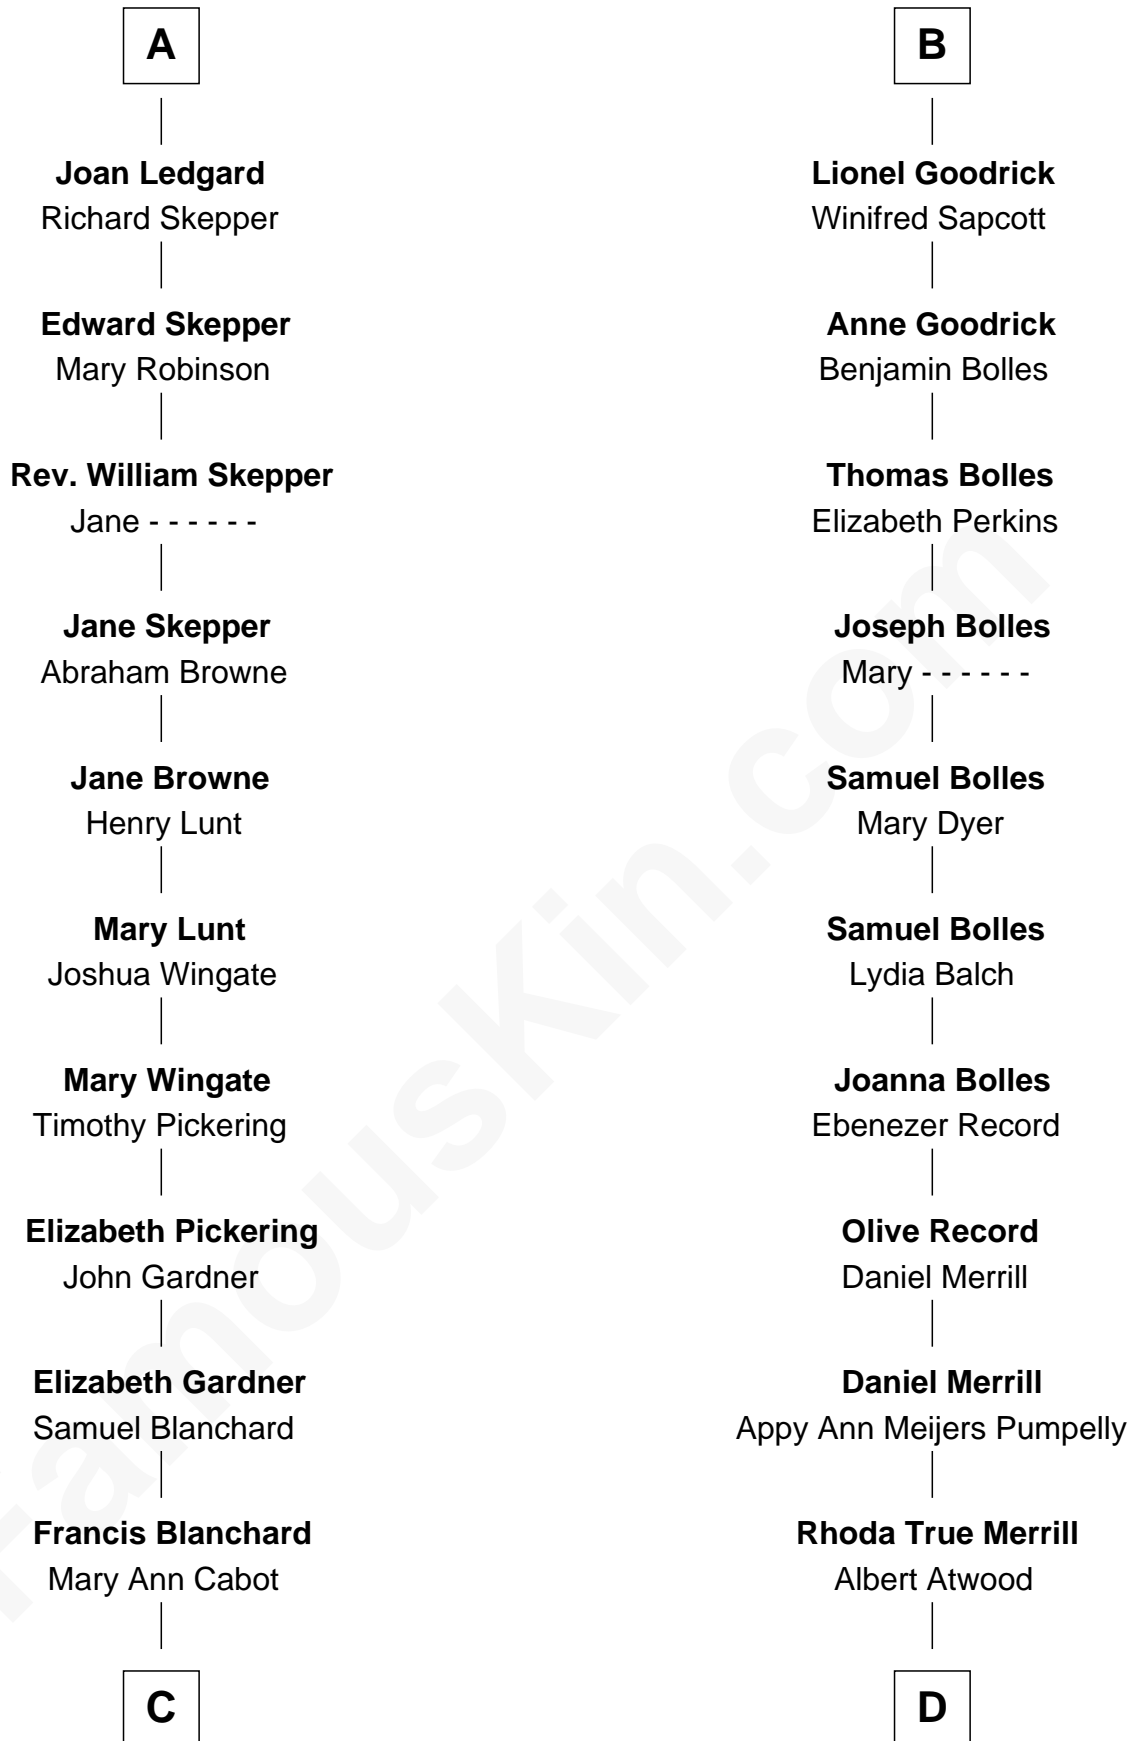 A
Joan Ledgard
Richard Skepper
Edward Skepper
Mary Robinson
Rev. William Skepper
Jane - - - - - -
Jane Skepper
Abraham Browne
Jane Browne
Henry Lunt
Mary Lunt
Joshua Wingate
Mary Wingate
Timothy Pickering
Elizabeth Pickering
John Gardner
Elizabeth Gardner
Samuel Blanchard
Francis Blanchard
Mary Ann Cabot
C
B
Lionel Goodrick
Winifred Sapcott
Anne Goodrick
Benjamin Bolles
Thomas Bolles
Elizabeth Perkins
Joseph Bolles
Mary - - - - - -
Samuel Bolles
Mary Dyer
Samuel Bolles
Lydia Balch
Joanna Bolles
Ebenezer Record
Olive Record
Daniel Merrill
Daniel Merrill
Appy Ann Meijers Pumpelly
Rhoda True Merrill
Albert Atwood
D
FamousKin.com